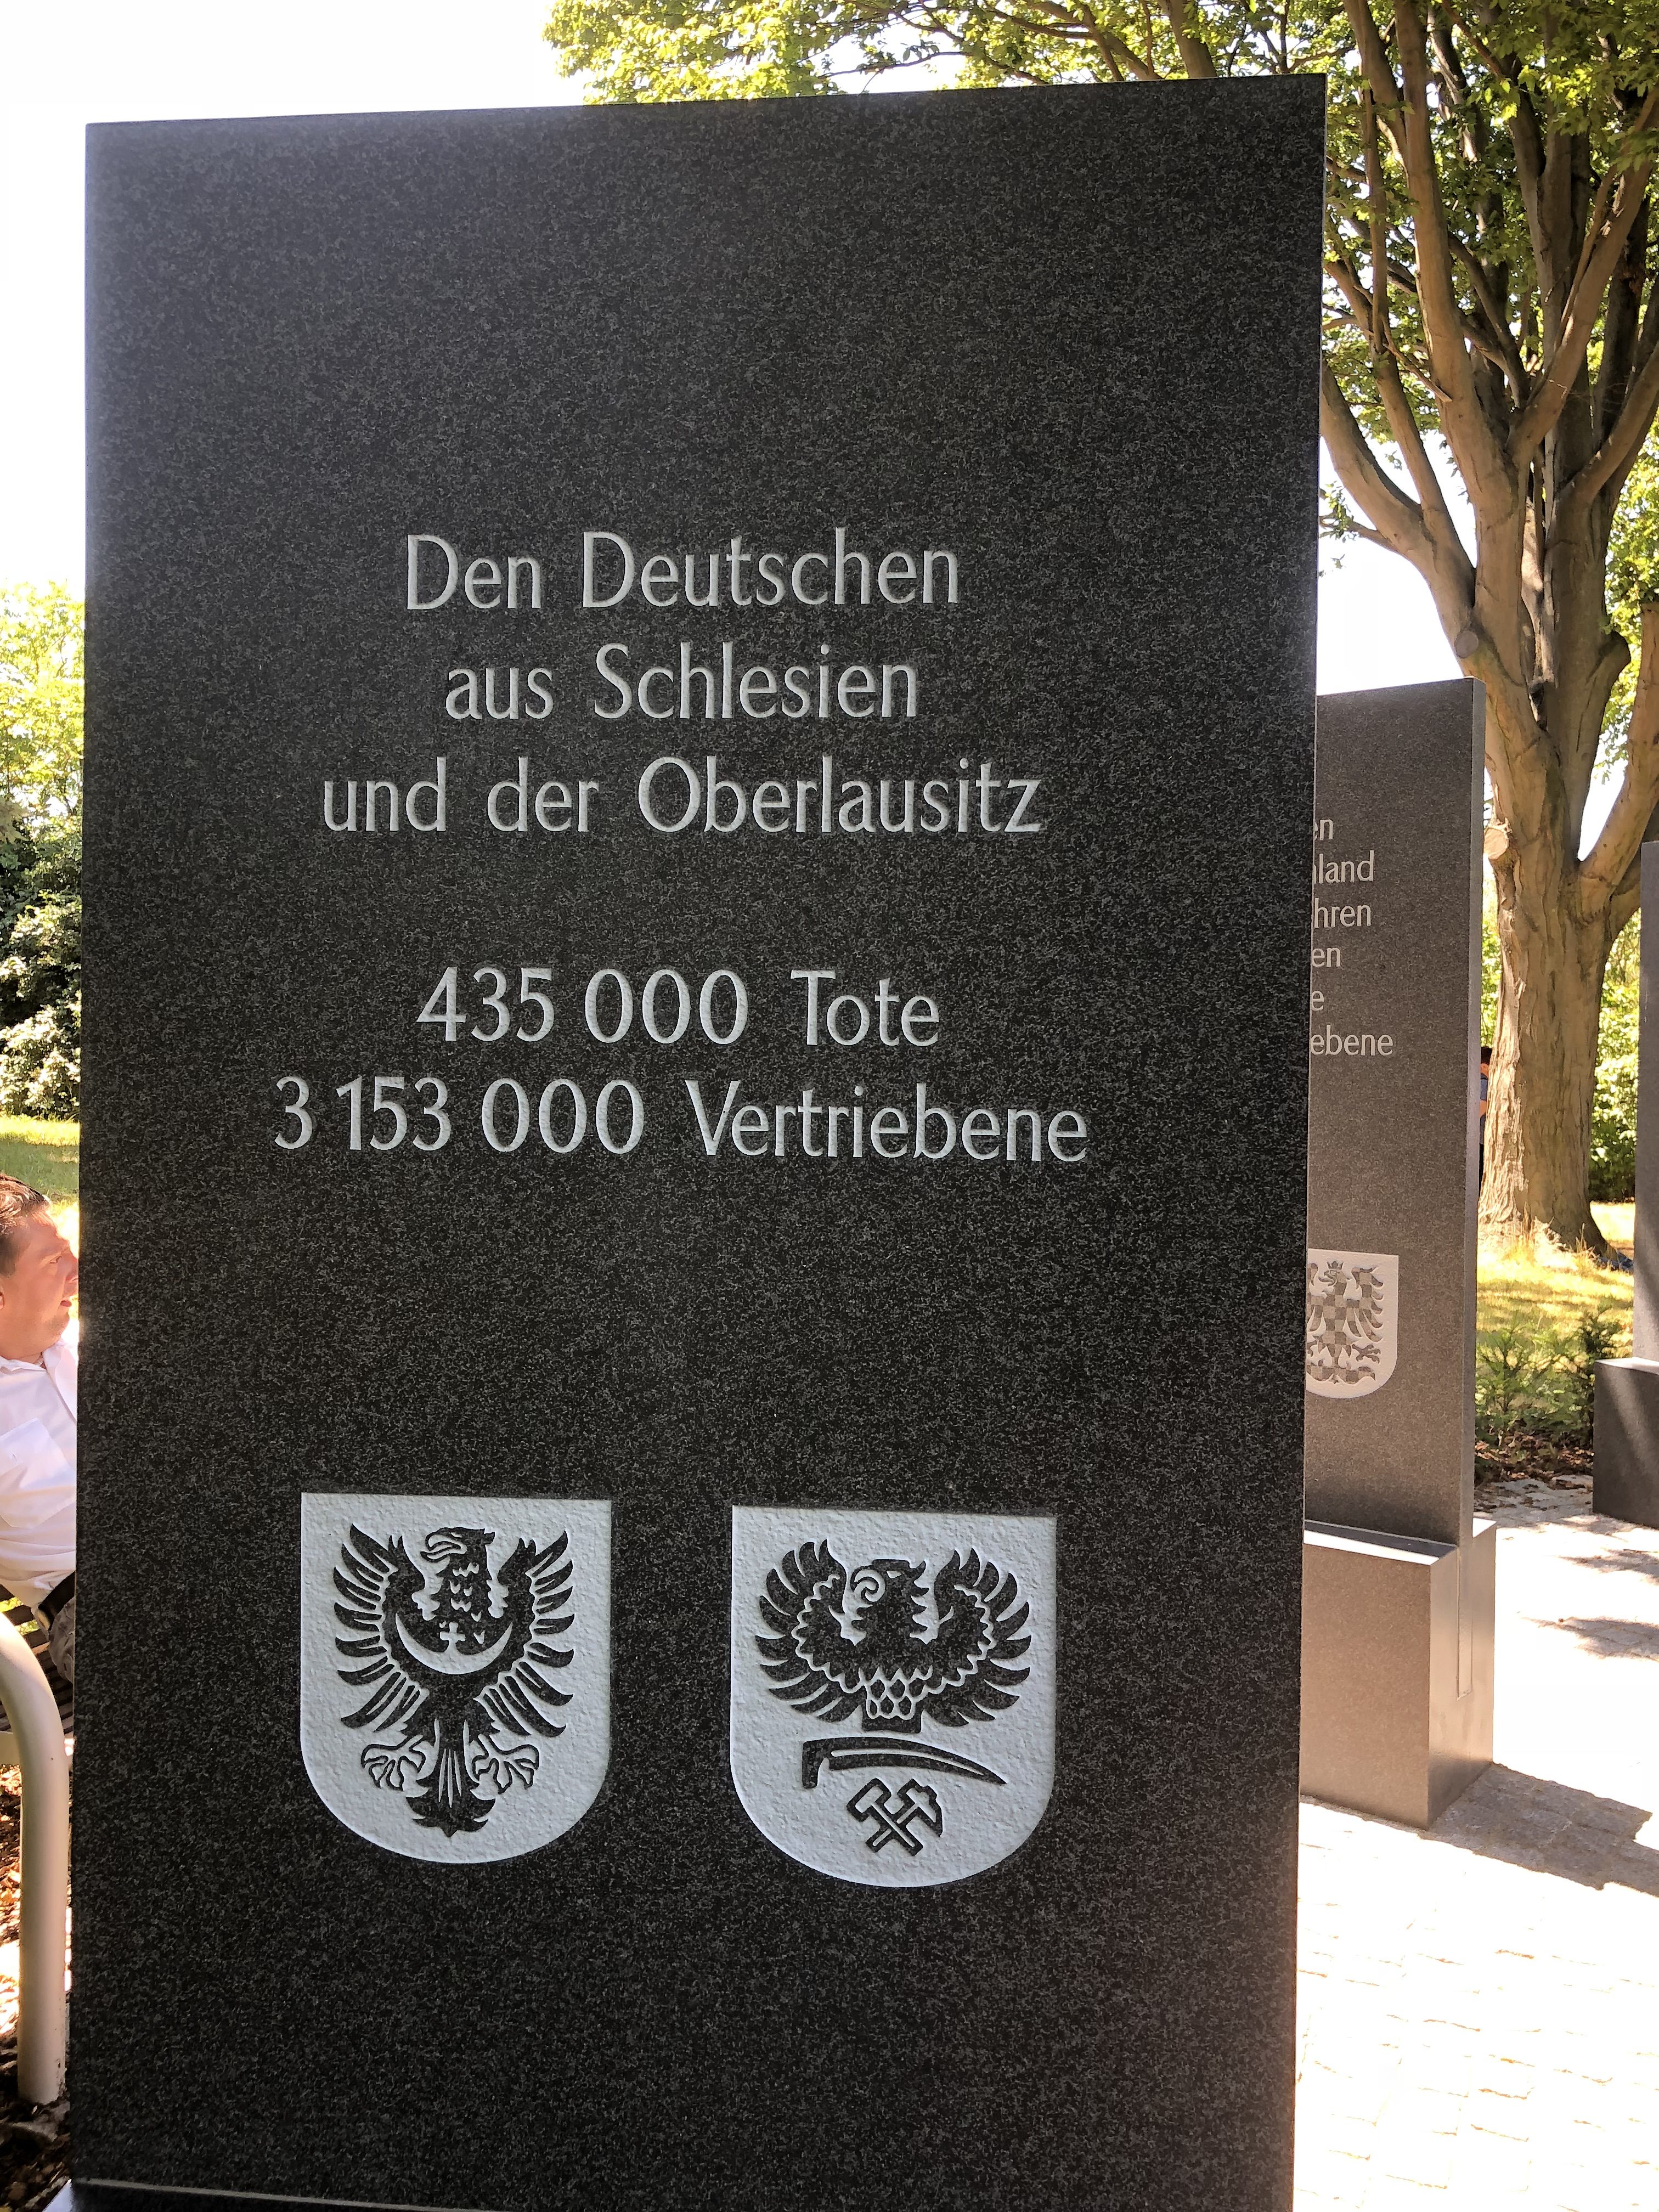 Den Deutschen
aus Schlesien
und der Oberlausitz
435 000 Tote
3 153 000 Vertriebene